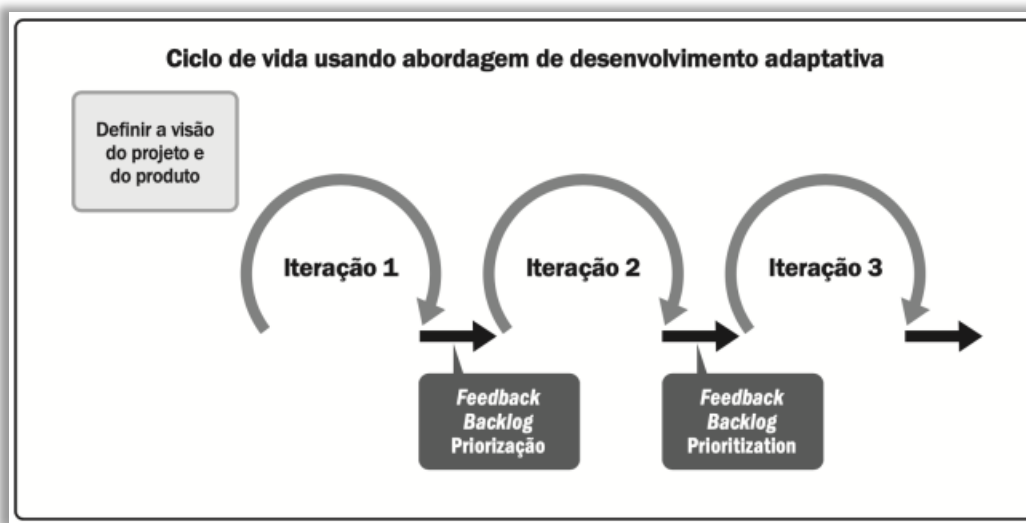 Ciclo de vida usando abordagem de desenvolvimento adaptativa
Definir a visão
do projeto e
do produto
Iteração 1
Iteração 2
Iteração 3
Feedback
Backlog
Priorização
Feedback
Backlog
Prioritization